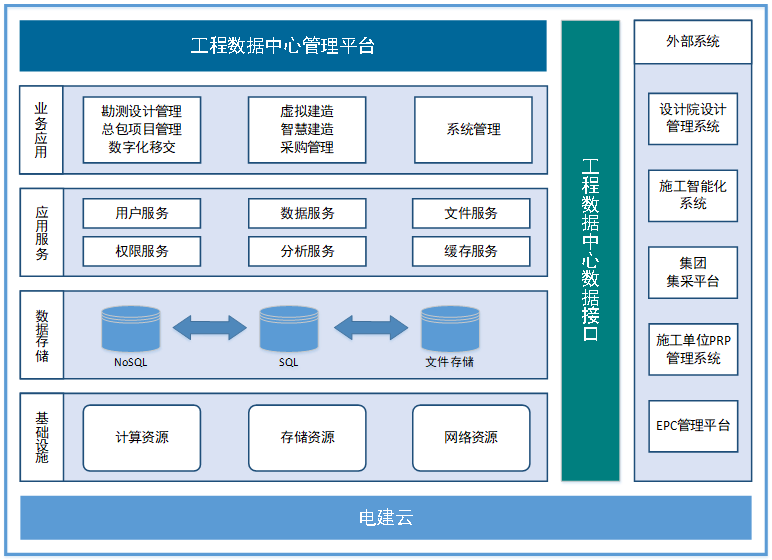 工程数据中心管理平台
业务应用
勘测设计管理
总包项目管理
数字化移交
虚拟建造
智慧建造
采购管理
系统管理
应用服务
用户服务
数据服务
文件服务
权限服务
分析服务
缓存服务
数据存储
NoSQL
SQL
文件存储
基础设施
计算资源
存储资源
网络资源
工程数据中心数据接口
外部系统
设计院设计
管理系统
施工智能化
系统
集团
集采平台
施工单位PRP
管理系统
EPC管理平台
电建云